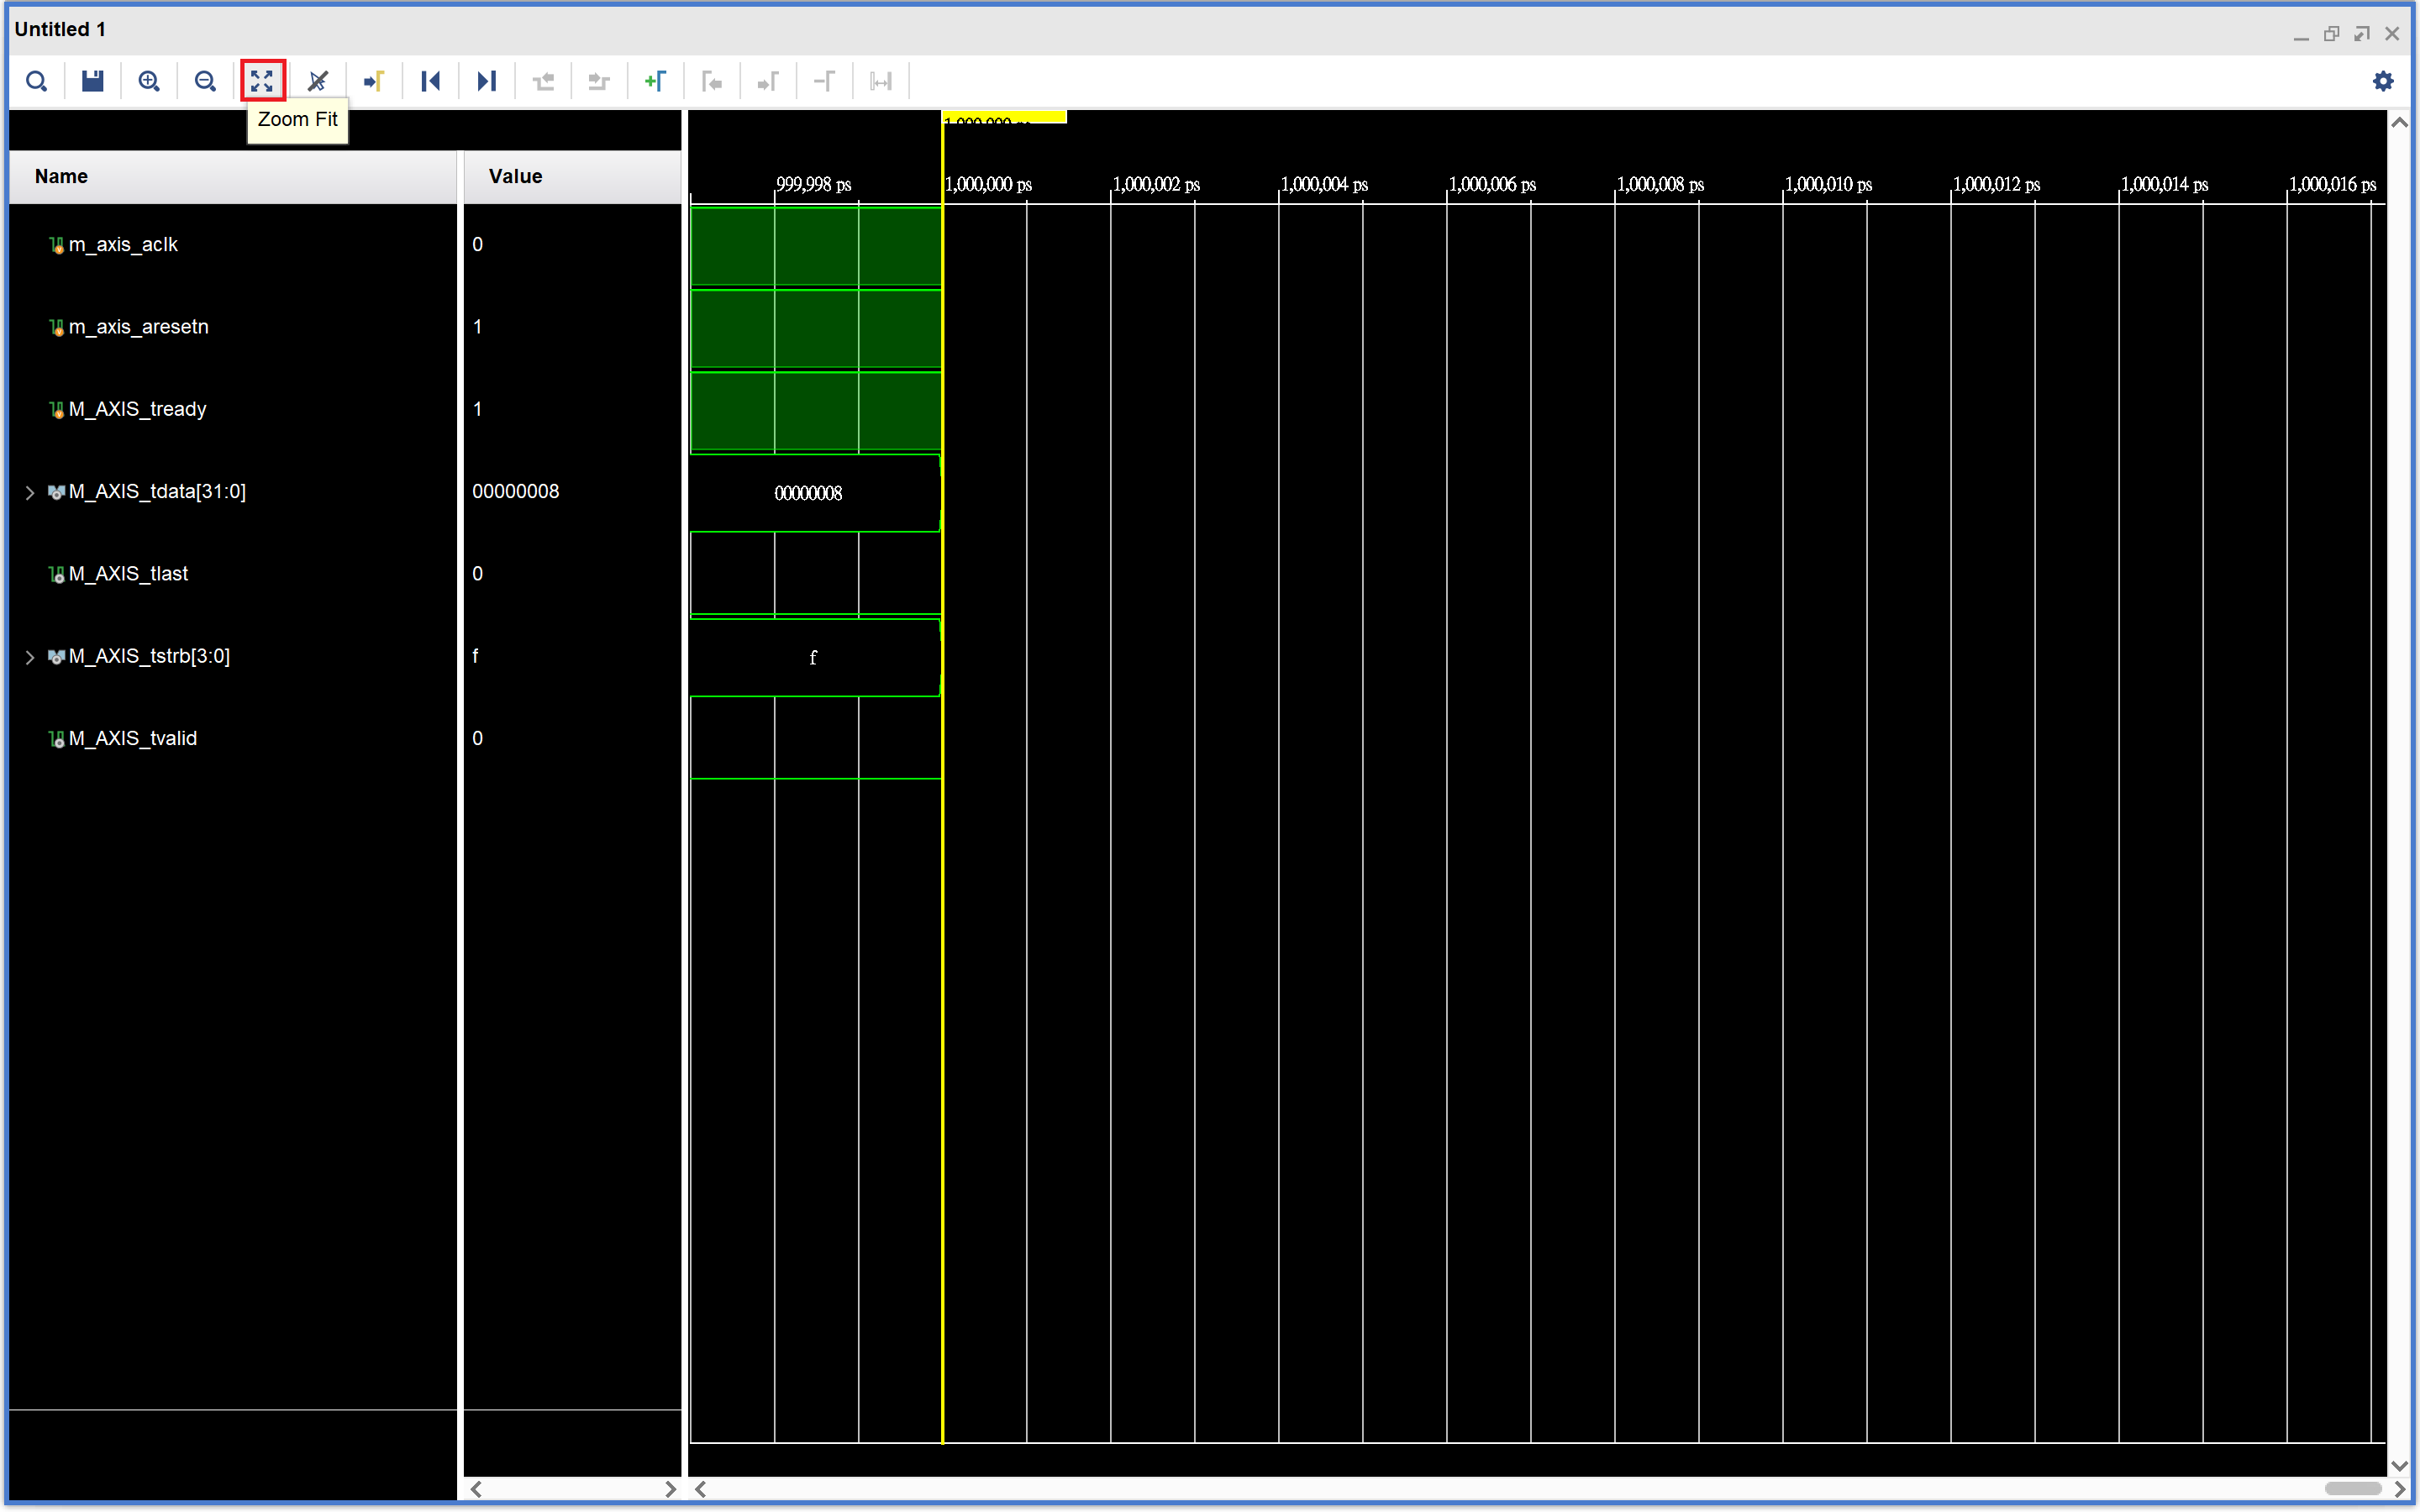 Untitled 1
Zoom Fit
1,000,000 ps
Name
Value
999,998 ps
1,000,000 ps
1,000,002 ps
1,000,004 ps
1,000,006 ps
1,000,008 ps
1,000,010 ps
1,000,012 ps
1,000,014 ps
1,000,016 ps
m_axis_aclk
0
m_axis_aresetn
1
M_AXIS_tready
1
M_AXIS_tdata[31:0]
00000008
00000008
M_AXIS_tlast
0
M_AXIS_tstrb[3:0]
f
f
M_AXIS_tvalid
0